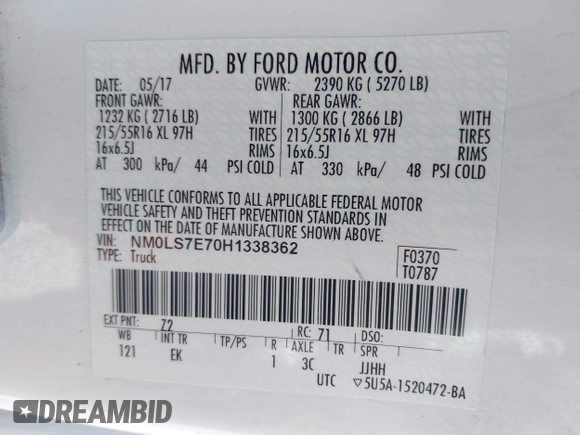 MFD. BY FORD MOTOR CO.
DATE: 05/17 GVWR: 2390 KG ( 5270 LB)
FRONT GAWR: REAR GAWR:
1232 KG ( 2716 LB) WITH 1300 KG ( 2866 LB) WITH
215/55R16 XL 97H TIRES 215/55R16 XL 97H TIRES
16x6.5J RIMS 16x6.5J RIMS
AT 300 kPa/ 44 PSI COLD AT 330 kPa/ 48 PSI COLD
THIS VEHICLE CONFORMS TO ALL APPLICABLE FEDERAL MOTOR
VEHICLE SAFETY AND THEFT PREVENTION STANDARDS IN
EFFECT ON THE DATE OF MANUFACTURE SHOWN ABOVE.
VIN: NM0LS7E70H1338362
TYPE: Truck
F0370
T0787
EXT PNT: Z2 RC: 71 DSO:
WB INT TR TP/PS R AXLE TR SPR
121 EK 1 3C JJHH
UTC ▽5U5A-1520472-BA
DREAMBID